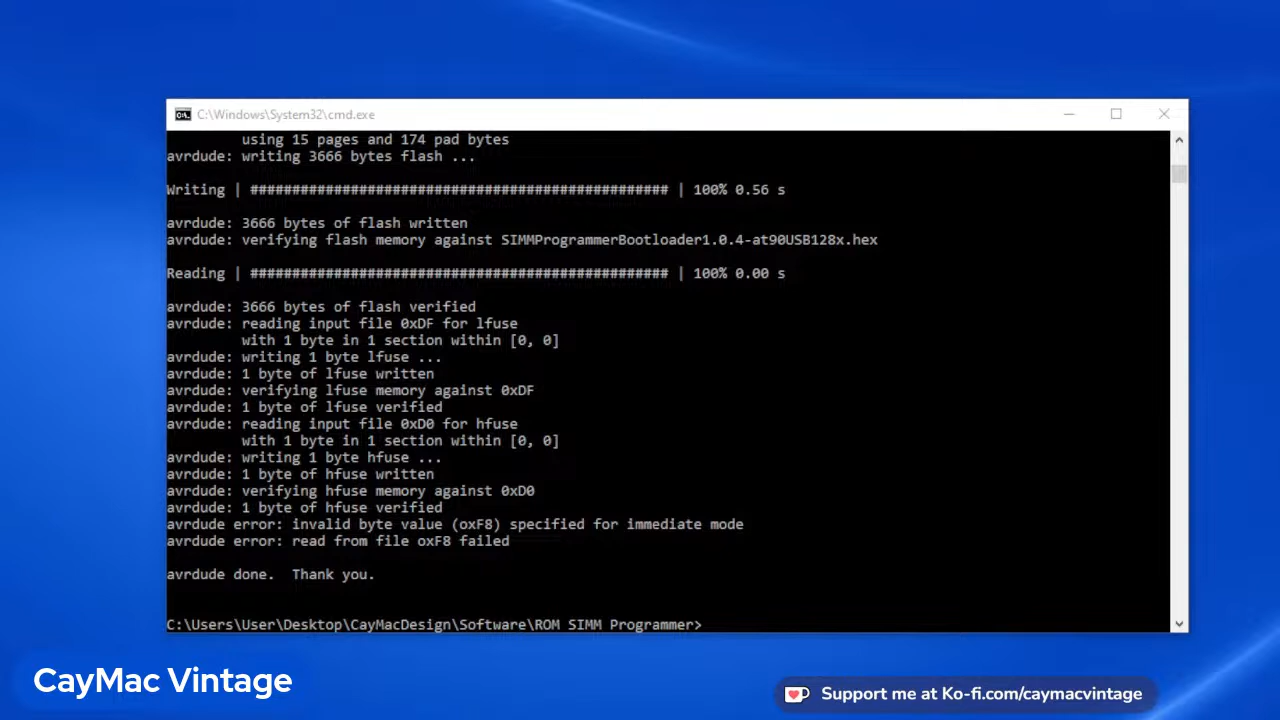 C:\Windows\System32\cmd.exe
using 15 pages and 174 pad bytes
avrdude: writing 3666 bytes flash ...
Writing | ################################################## | 100% 0.56 s
avrdude: 3666 bytes of flash written
avrdude: verifying flash memory against SIMMProgrammerBootloader1.0.4-at90USB128x.hex
Reading | ################################################## | 100% 0.00 s
avrdude: 3666 bytes of flash verified
avrdude: reading input file 0xDF for lfuse
with 1 byte in 1 section within [0, 0]
avrdude: writing 1 byte lfuse ...
avrdude: 1 byte of lfuse written
avrdude: verifying lfuse memory against 0xDF
avrdude: 1 byte of lfuse verified
avrdude: reading input file 0xD0 for hfuse
with 1 byte in 1 section within [0, 0]
avrdude: writing 1 byte hfuse ...
avrdude: 1 byte of hfuse written
avrdude: verifying hfuse memory against 0xD0
avrdude: 1 byte of hfuse verified
avrdude error: invalid byte value (oxF8) specified for immediate mode
avrdude error: read from file oxF8 failed
avrdude done.  Thank you.
C:\Users\User\Desktop\CayMacDesign\Software\ROM SIMM Programmer>
CayMac Vintage
Support me at Ko-fi.com/caymacvintage